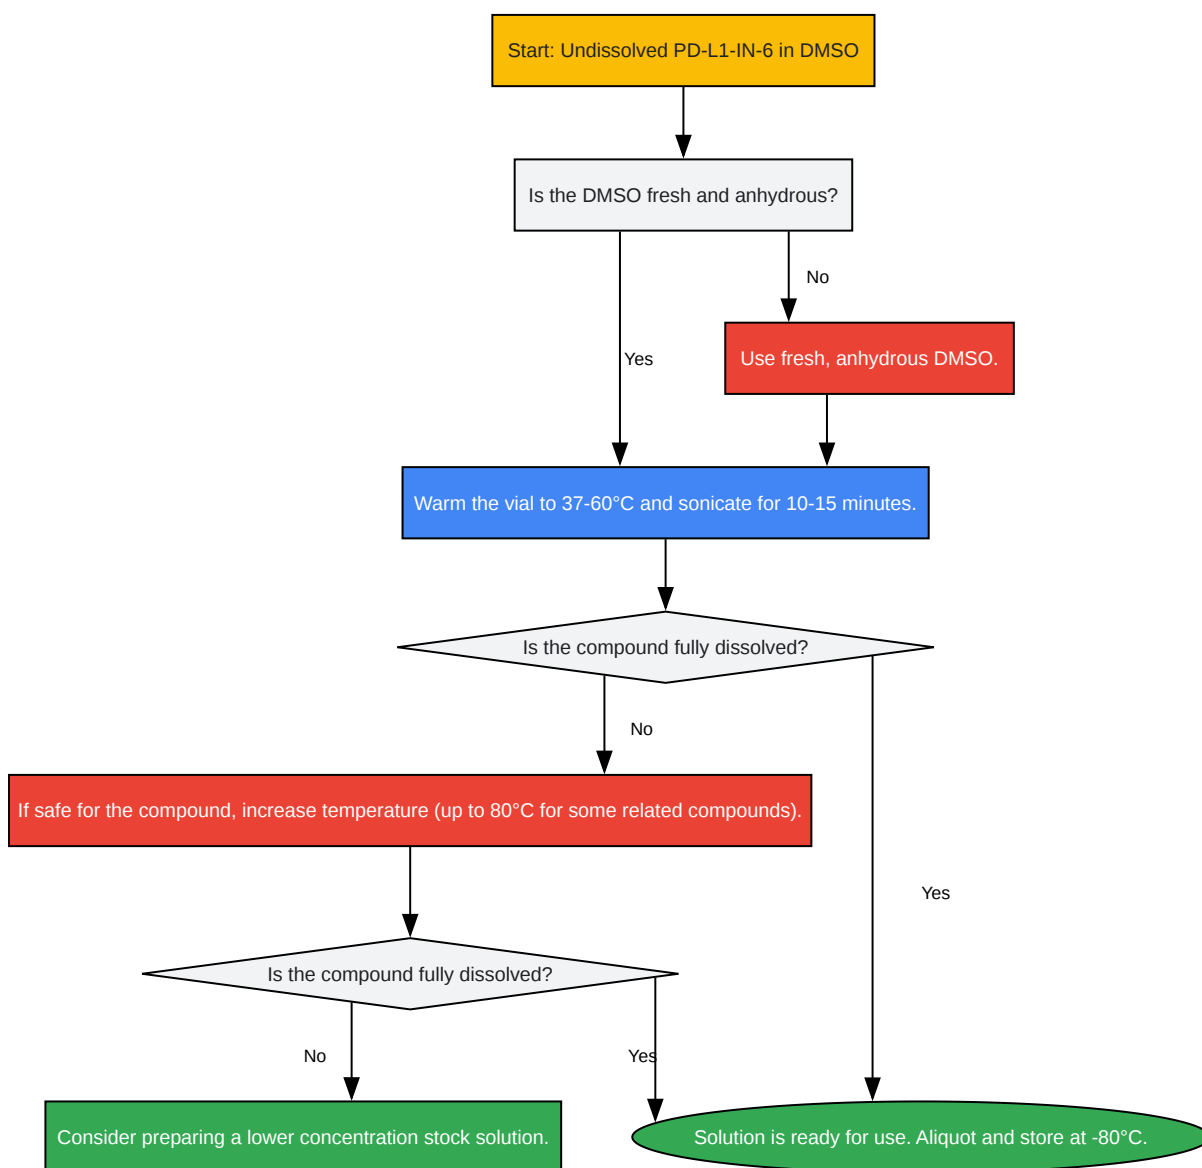 Start: Undissolved PD-L1-IN-6 in DMSO
Is the DMSO fresh and anhydrous?
No
Yes
Use fresh, anhydrous DMSO.
Warm the vial to 37-60°C and sonicate for 10-15 minutes.
Is the compound fully dissolved?
No
If safe for the compound, increase temperature (up to 80°C for some related compounds).
Yes
Is the compound fully dissolved?
No
Yes
Consider preparing a lower concentration stock solution.
Solution is ready for use. Aliquot and store at -80°C.